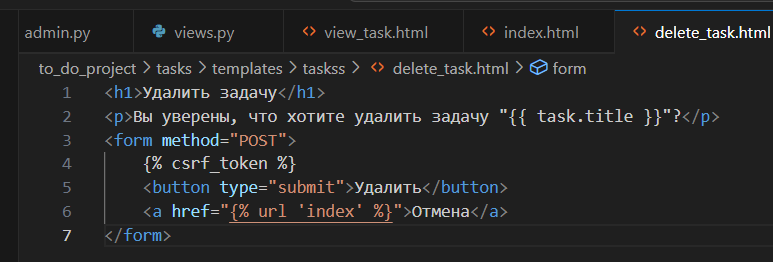 admin.py views.py view_task.html index.html delete_task.html
to_do_project > tasks > templates > taskss > delete_task.html > form
1 <h1>Удалить задачу</h1>
2 <p>Вы уверены, что хотите удалить задачу "{{ task.title }}"?</p>
3 <form method="POST">
4 {% csrf_token %}
5 <button type="submit">Удалить</button>
6 <a href="{% url 'index' %}">Отмена</a>
7 </form>